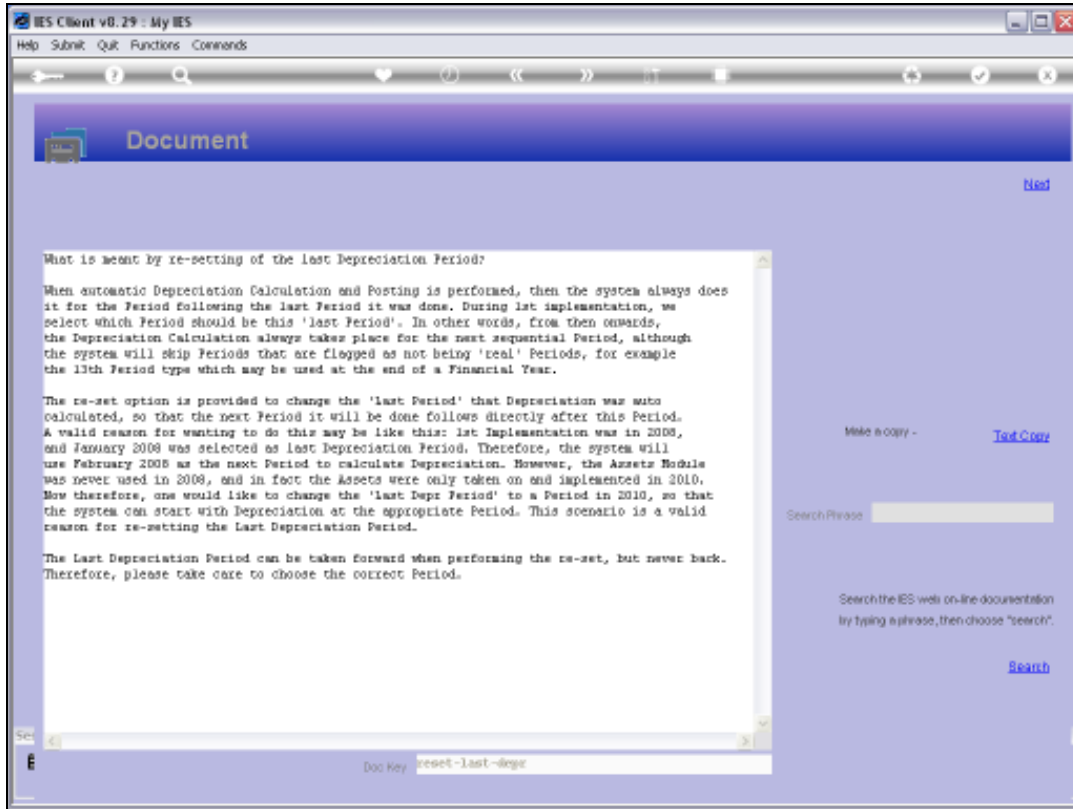 IES Client v8.29 : My IES
Help Submit Quit Functions Commands
Document
Next
What is meant by re-setting of the last Depreciation Period?
When automatic Depreciation Calculation and Posting is performed, then the system always does
it for the Period following the last Period it was done. During 1st implementation, we
select which Period should be this 'last Period'. In other words, from then onwards,
the Depreciation Calculation always takes place for the next sequential Period, although
the system will skip Periods that are flagged as not being 'real' Periods, for example
the 13th Period type which may be used at the end of a Financial Year.
The re-set option is provided to change the 'last Period' that Depreciation was auto
calculated, so that the next Period it will be done follows directly after this Period.
A valid reason for wanting to do this may be like this: 1st Implementation was in 2008,
and January 2008 was selected as last Depreciation Period. Therefore, the system will
use February 2008 as the next Period to calculate Depreciation. However, the Assets Module
was never used in 2008, and in fact the Assets were only taken on and implemented in 2010.
Now therefore, one would like to change the 'last Depr Period' to a Period in 2010, so that
the system can start with Depreciation at the appropriate Period. This scenario is a valid
reason for re-setting the Last Depreciation Period.
The Last Depreciation Period can be taken forward when performing the re-set, but never back.
Therefore, please take care to choose the correct Period.
Make a copy -
Text Copy
Search Phrase
Search the IES web on-line documentation
by typing a phrase, then choose "search".
Search
Doc Key reset-last-depr